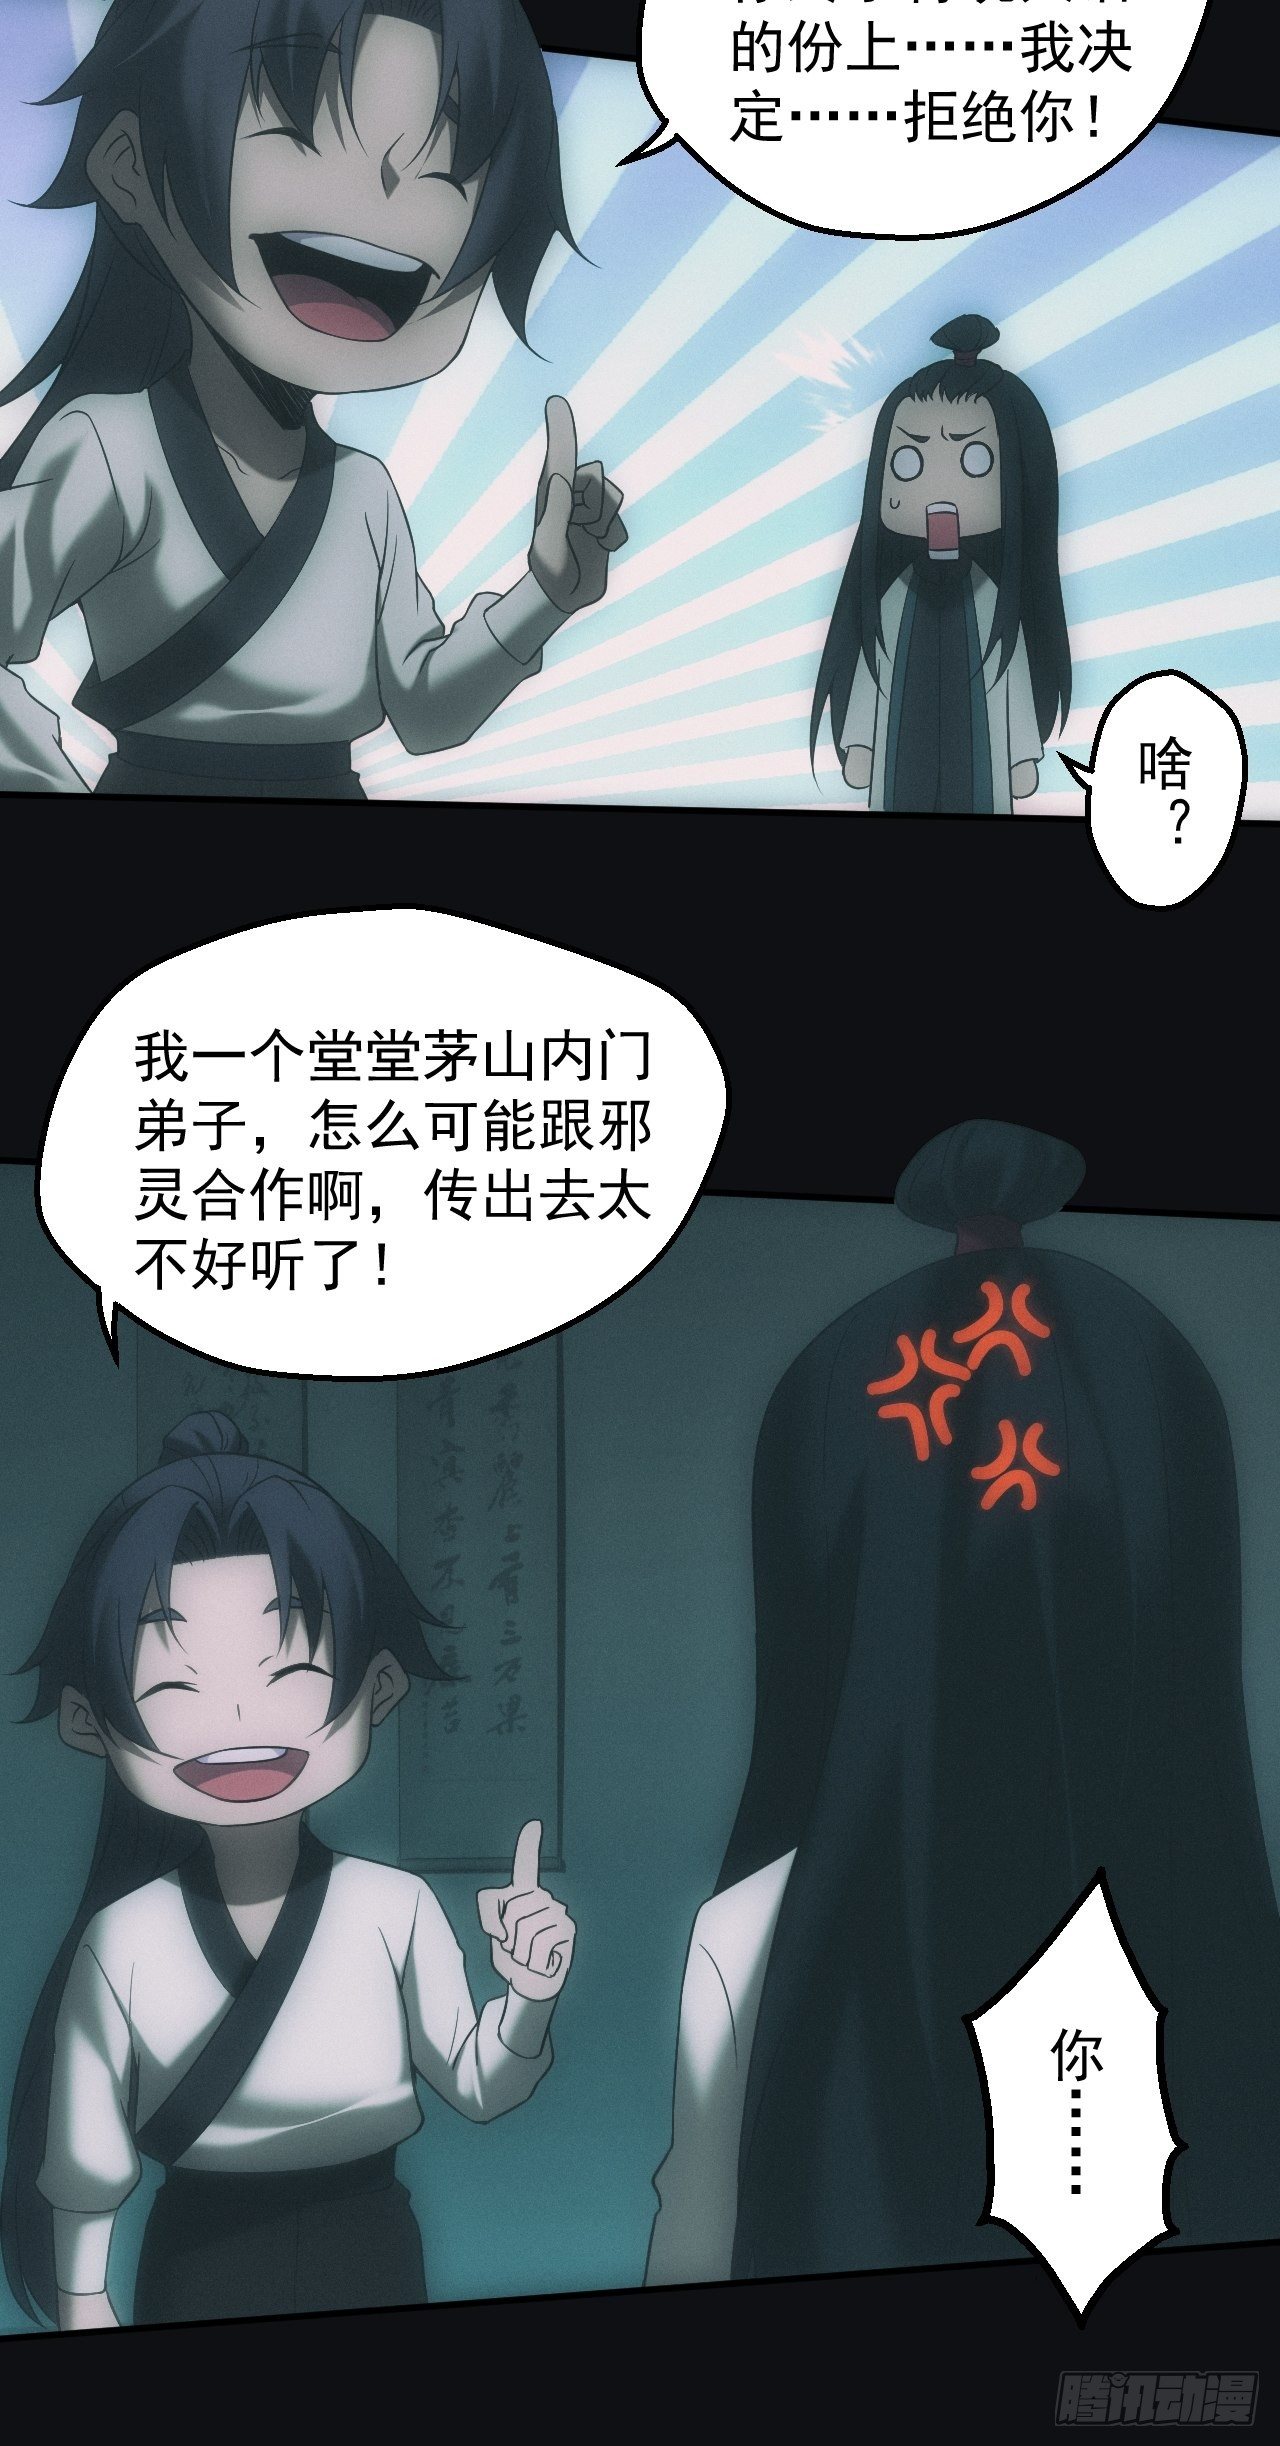 的份上……我决
定……拒绝你！
啥
？
我一个堂堂茅山内门
弟子，怎么可能跟邪
灵合作啊，传出去太
不好听了！
你
……
腾讯动漫